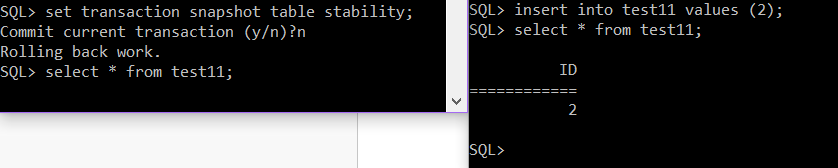 SQL> set transaction snapshot table stability;
Commit current transaction (y/n)?n
Rolling back work.
SQL> select * from test11;
SQL> insert into test11 values (2);
SQL> select * from test11;
ID
============
2
SQL>